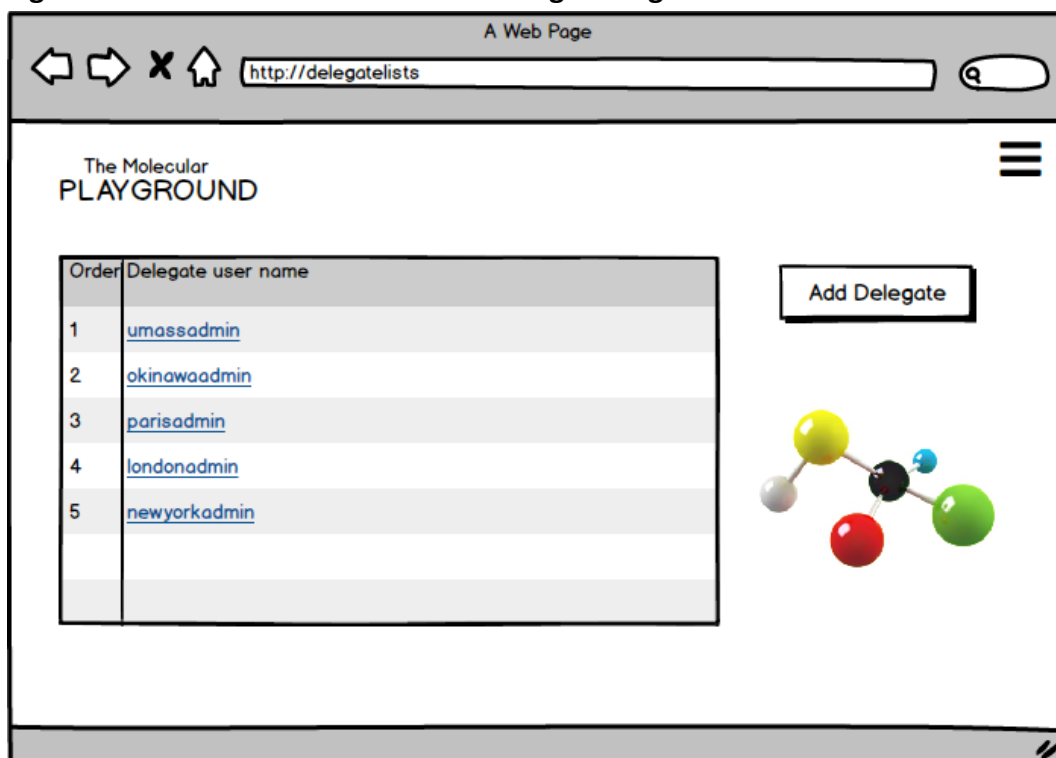 A Web Page
http://delegatelists
The Molecular
PLAYGROUND
Order Delegate user name
Add Delegate
1 umassadmin
2 okinawaadmin
3 parisadmin
4 londonadmin
5 newyorkadmin